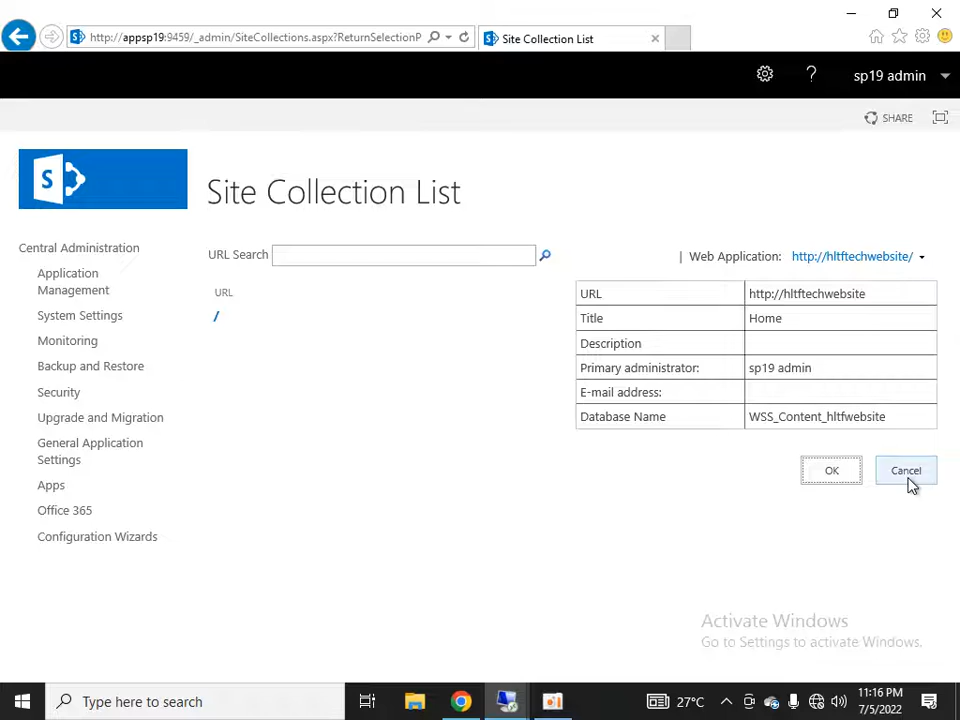 http://appsp19:9459/_admin/SiteCollections.aspx?ReturnSelectionP
Site Collection List
sp19 admin
SHARE
S
Site Collection List
Central Administration
Application
Management
System Settings
Monitoring
Backup and Restore
Security
Upgrade and Migration
General Application
Settings
Apps
Office 365
Configuration Wizards
URL Search
URL
/
Web Application: http://hltftechwebsite/
URL http://hltftechwebsite
Title Home
Description
Primary administrator: sp19 admin
E-mail address:
Database Name WSS_Content_hltfwebsite
OK Cancel
Activate Windows
Go to Settings to activate Windows.
Type here to search
27°C
11:16 PM
7/5/2022